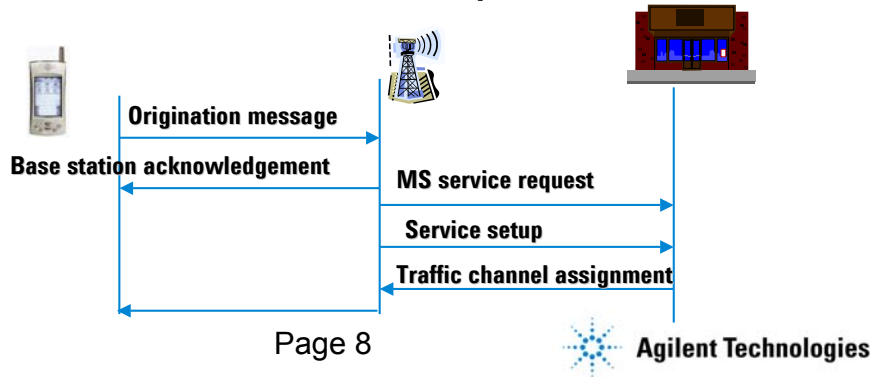 Origination message
Base station acknowledgement
MS service request
Service setup
Traffic channel assignment
Page 8
Agilent Technologies